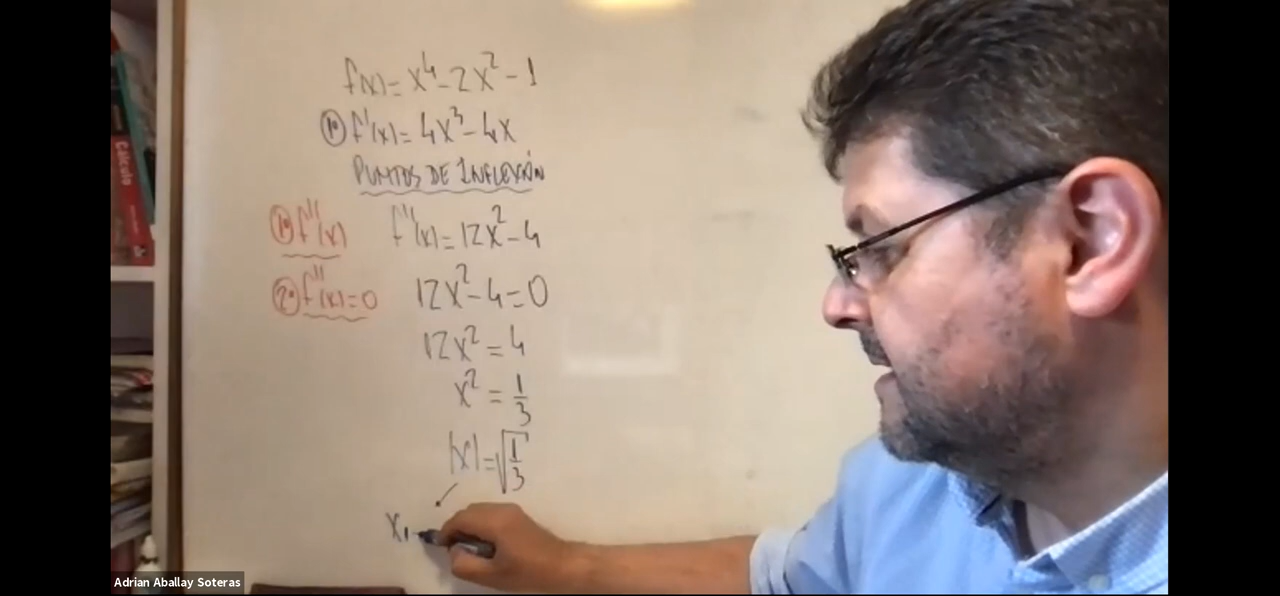 f(x) = x⁴ - 2x² - 1
① f'(x) = 4x³ - 4x
PUNTOS DE INFLEXIÓN
① f''(x) f''(x) = 12x² - 4
② f''(x) = 0 12x² - 4 = 0
12x² = 4
x² = 1/3
|x| = √1/3
x₁
Cálculo
Adrian Aballay Soteras